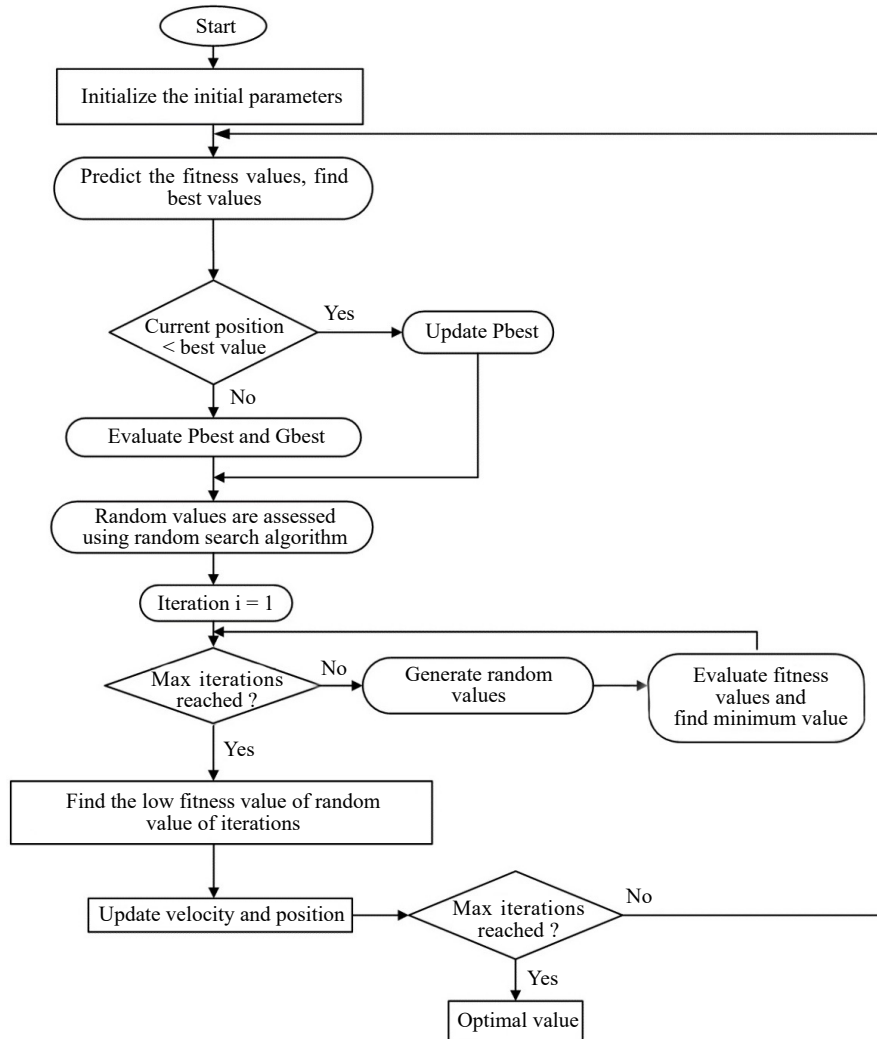 Start
Initialize the initial parameters
Predict the fitness values, find
best values
Current position
< best value
Yes
Update Pbest
No
Evaluate Pbest and Gbest
Random values are assessed
using random search algorithm
Iteration i = 1
Max iterations
reached ?
No
Generate random
values
Evaluate fitness
values and
find minimum value
Yes
Find the low fitness value of random
value of iterations
Update velocity and position
Max iterations
reached ?
No
Yes
Optimal value